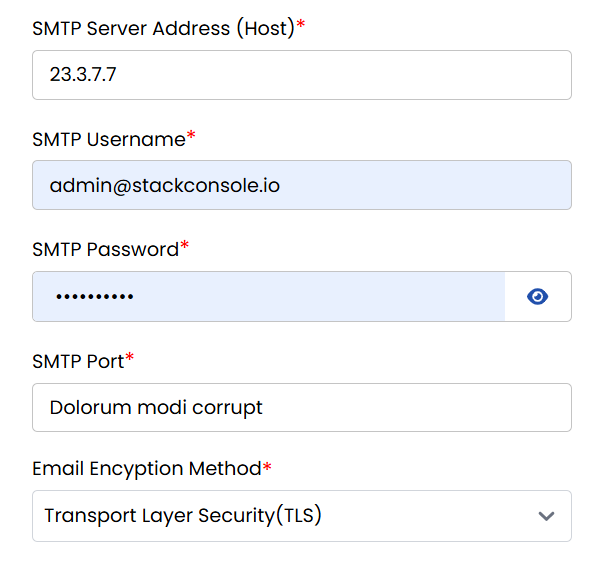 SMTP Server Address (Host)*
23.3.7.7
SMTP Username*
admin@stackconsole.io
SMTP Password*
••••••••••
SMTP Port*
Dolorum modi corrupt
Email Encyption Method*
Transport Layer Security(TLS)